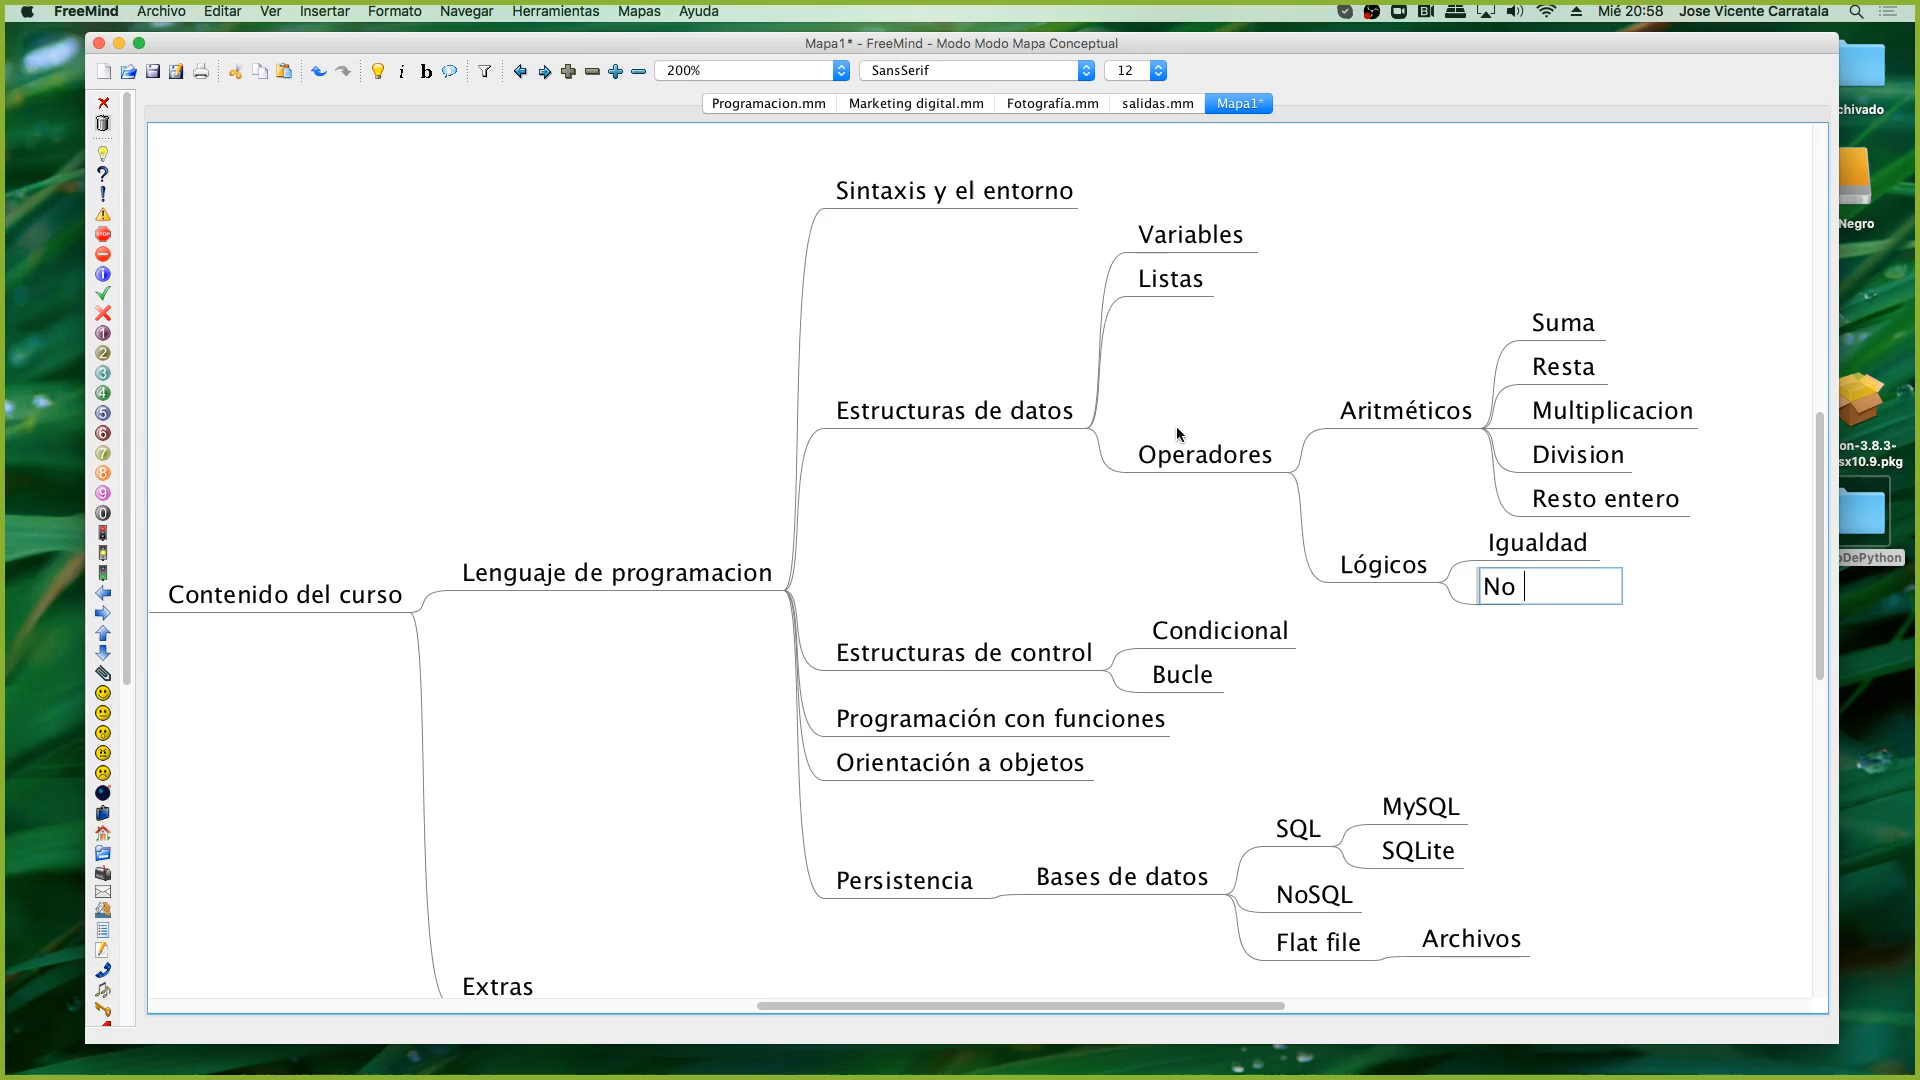 FreeMind Archivo Editar Ver Insertar Formato Navegar Herramientas Mapas Ayuda Mié 20:58 Jose Vicente Carratala
Mapa1* - FreeMind - Modo Modo Mapa Conceptual
200% SansSerif 12
Programacion.mm Marketing digital.mm Fotografía.mm salidas.mm Mapa1*
chivado
Negro
on-3.8.3-
sx10.9.pkg
oDePython
Sintaxis y el entorno
Variables
Listas
Suma
Resta
Estructuras de datos
Aritméticos
Multiplicacion
Operadores
Division
Resto entero
Igualdad
Lógicos
No
Lenguaje de programacion
Contenido del curso
Condicional
Estructuras de control
Bucle
Programación con funciones
Orientación a objetos
MySQL
SQL
SQLite
Persistencia
Bases de datos
NoSQL
Flat file
Archivos
Extras